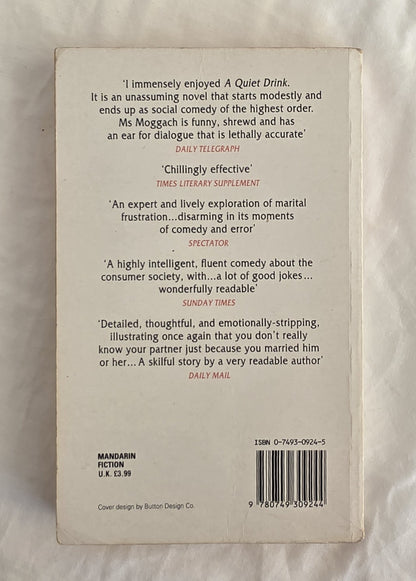 ‘I immensely enjoyed A Quiet Drink.
It is an unassuming novel that starts modestly and
ends up as social comedy of the highest order.
Ms Moggach is funny, shrewd and has
an ear for dialogue that is lethally accurate’
DAILY TELEGRAPH
‘Chillingly effective’
TIMES LITERARY SUPPLEMENT
‘An expert and lively exploration of marital
frustration...disarming in its moments
of comedy and error’
SPECTATOR
‘A highly intelligent, fluent comedy about the
consumer society, with...a lot of good jokes...
wonderfully readable’
SUNDAY TIMES
‘Detailed, thoughtful, and emotionally-stripping,
illustrating once again that you don't really
know your partner just because you married him
or her... A skilful story by a very readable author’
DAILY MAIL
ISBN 0-7493-0924-5
MANDARIN
FICTION
U.K. £3.99
Cover design by Button Design Co.
9 780749 309244